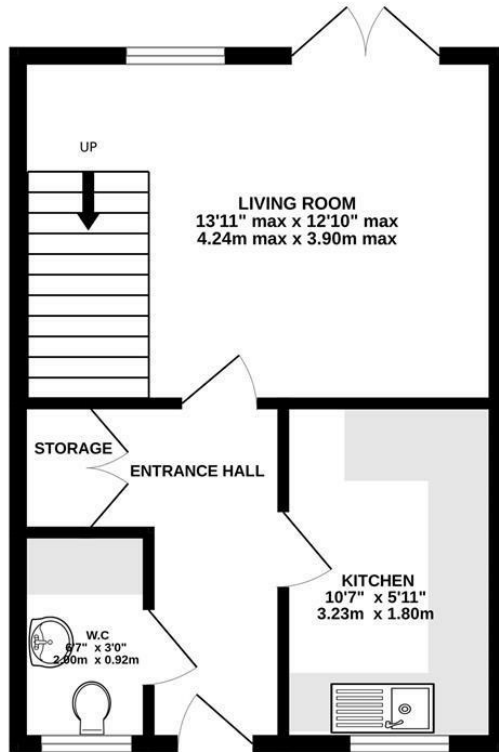 UP
LIVING ROOM
13'11" max x 12'10" max
4.24m max x 3.90m max
STORAGE
ENTRANCE HALL
KITCHEN
10'7" x 5'11"
3.23m x 1.80m
W.C
6'7" x 3'0"
2.00m x 0.92m